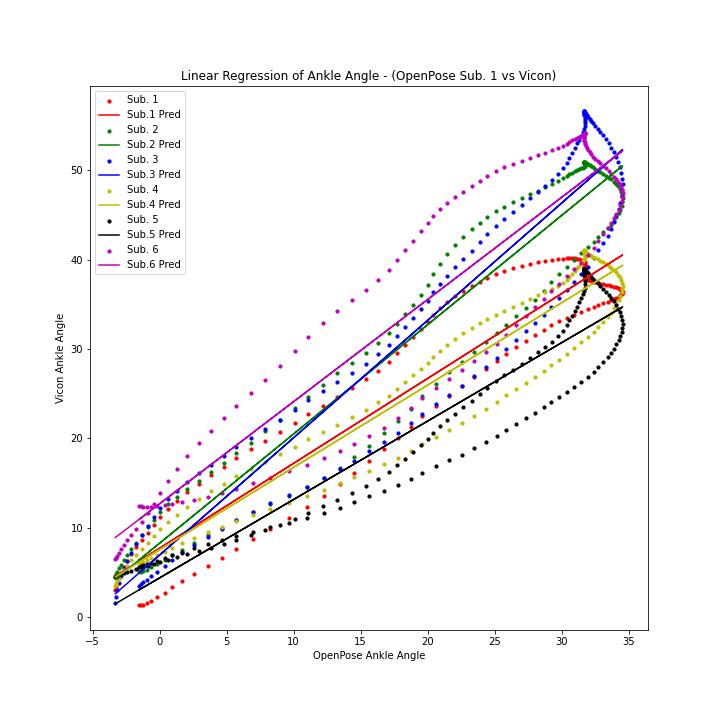 Linear Regression of Ankle Angle - (OpenPose Sub. 1 vs Vicon)
Sub. 1
Sub.1 Pred
Sub. 2
Sub.2 Pred
Sub. 3
Sub.3 Pred
Sub. 4
Sub.4 Pred
Sub. 5
Sub.5 Pred
Sub. 6
Sub.6 Pred
Vicon Ankle Angle
50
40
30
20
10
0
−5 0 5 10 15 20 25 30 35
OpenPose Ankle Angle